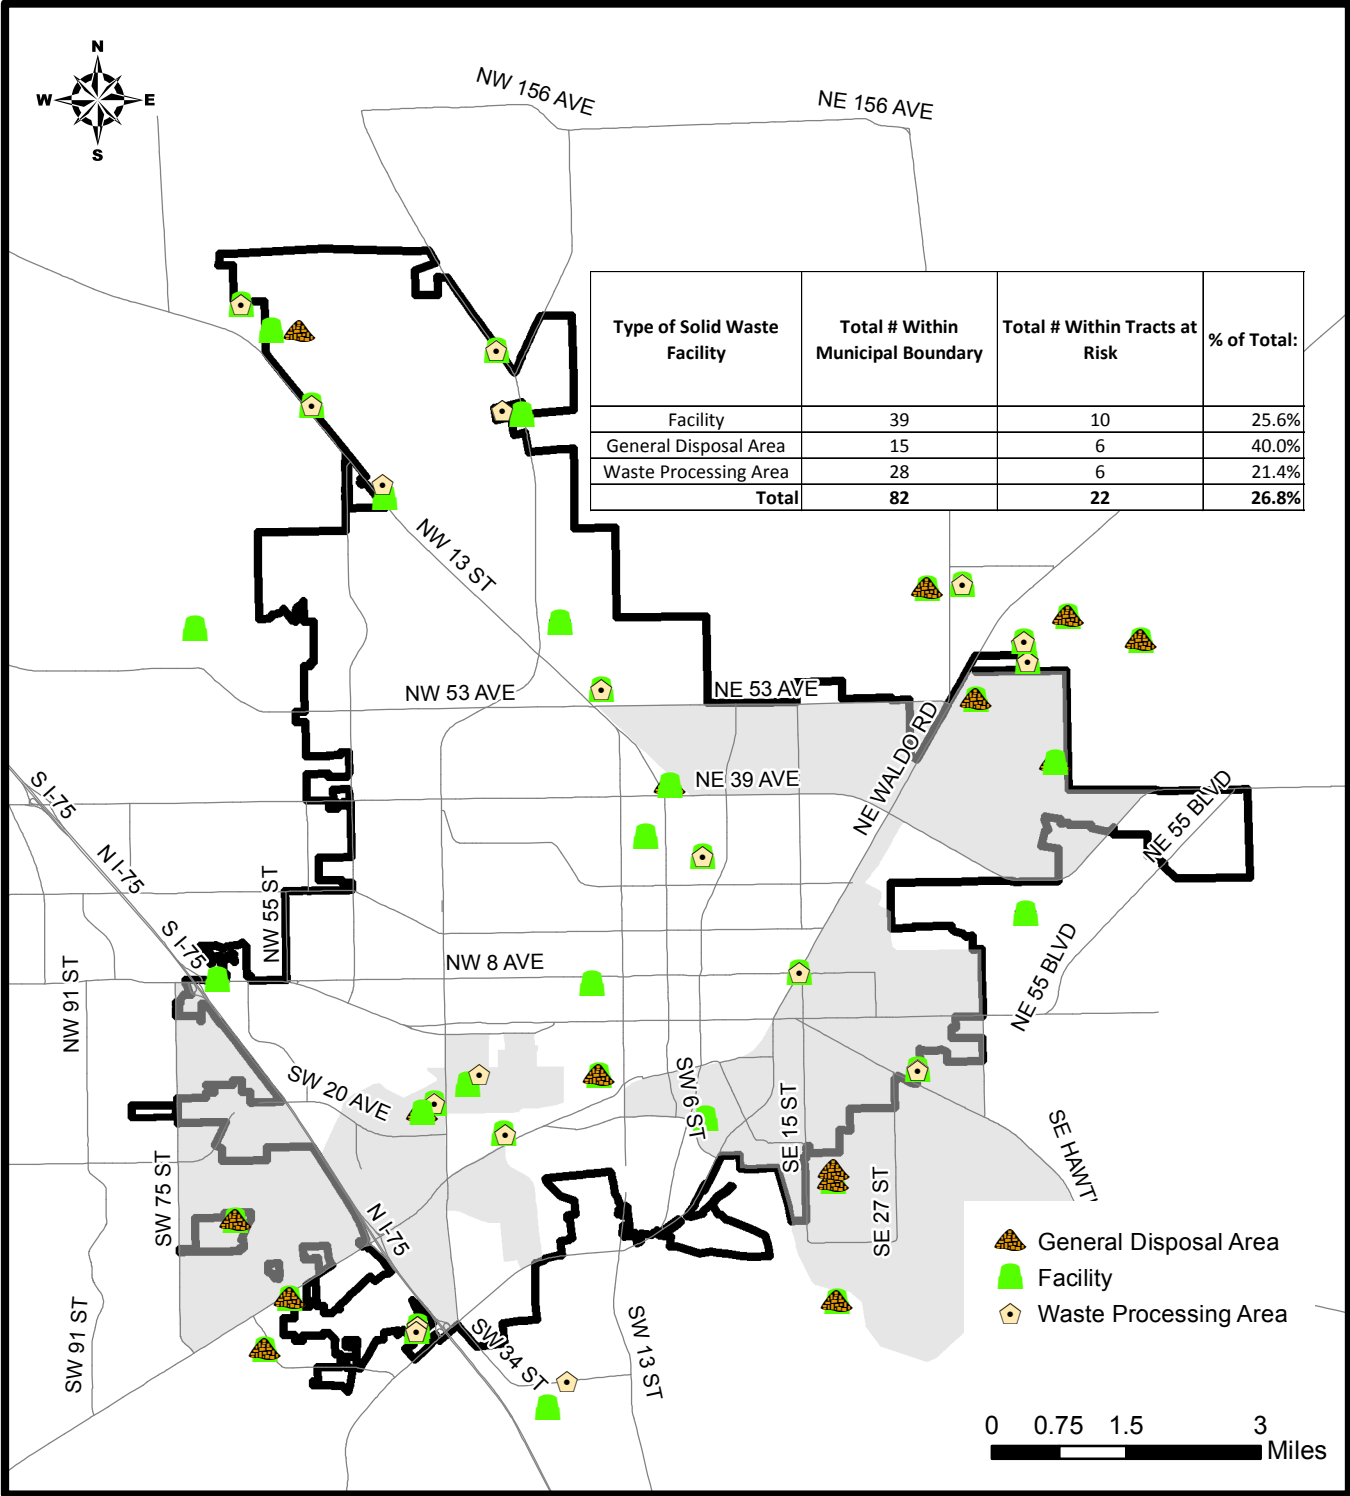 N
W E
S
NW 156 AVE
NE 156 AVE
Type of Solid Waste Facility Total # Within Municipal Boundary Total # Within Tracts at Risk % of Total:
Facility 39 10 25.6%
General Disposal Area 15 6 40.0%
Waste Processing Area 28 6 21.4%
Total 82 22 26.8%
NW 13 ST
NW 53 AVE
NE 53 AVE
NE WALDO RD
NE 39 AVE
S I-75
N I-75
NE 55 BLVD
NW 55 ST
S I-75
NW 91 ST
NW 8 AVE
NE 55 BLVD
SW 20 AVE
SW 6 ST
SE 15 ST
SW 75 ST
SE 27 ST
SE HAWT
N I-75
SW 91 ST
SW 34 ST
SW 13 ST
General Disposal Area
Facility
Waste Processing Area
0 0.75 1.5 3
Miles